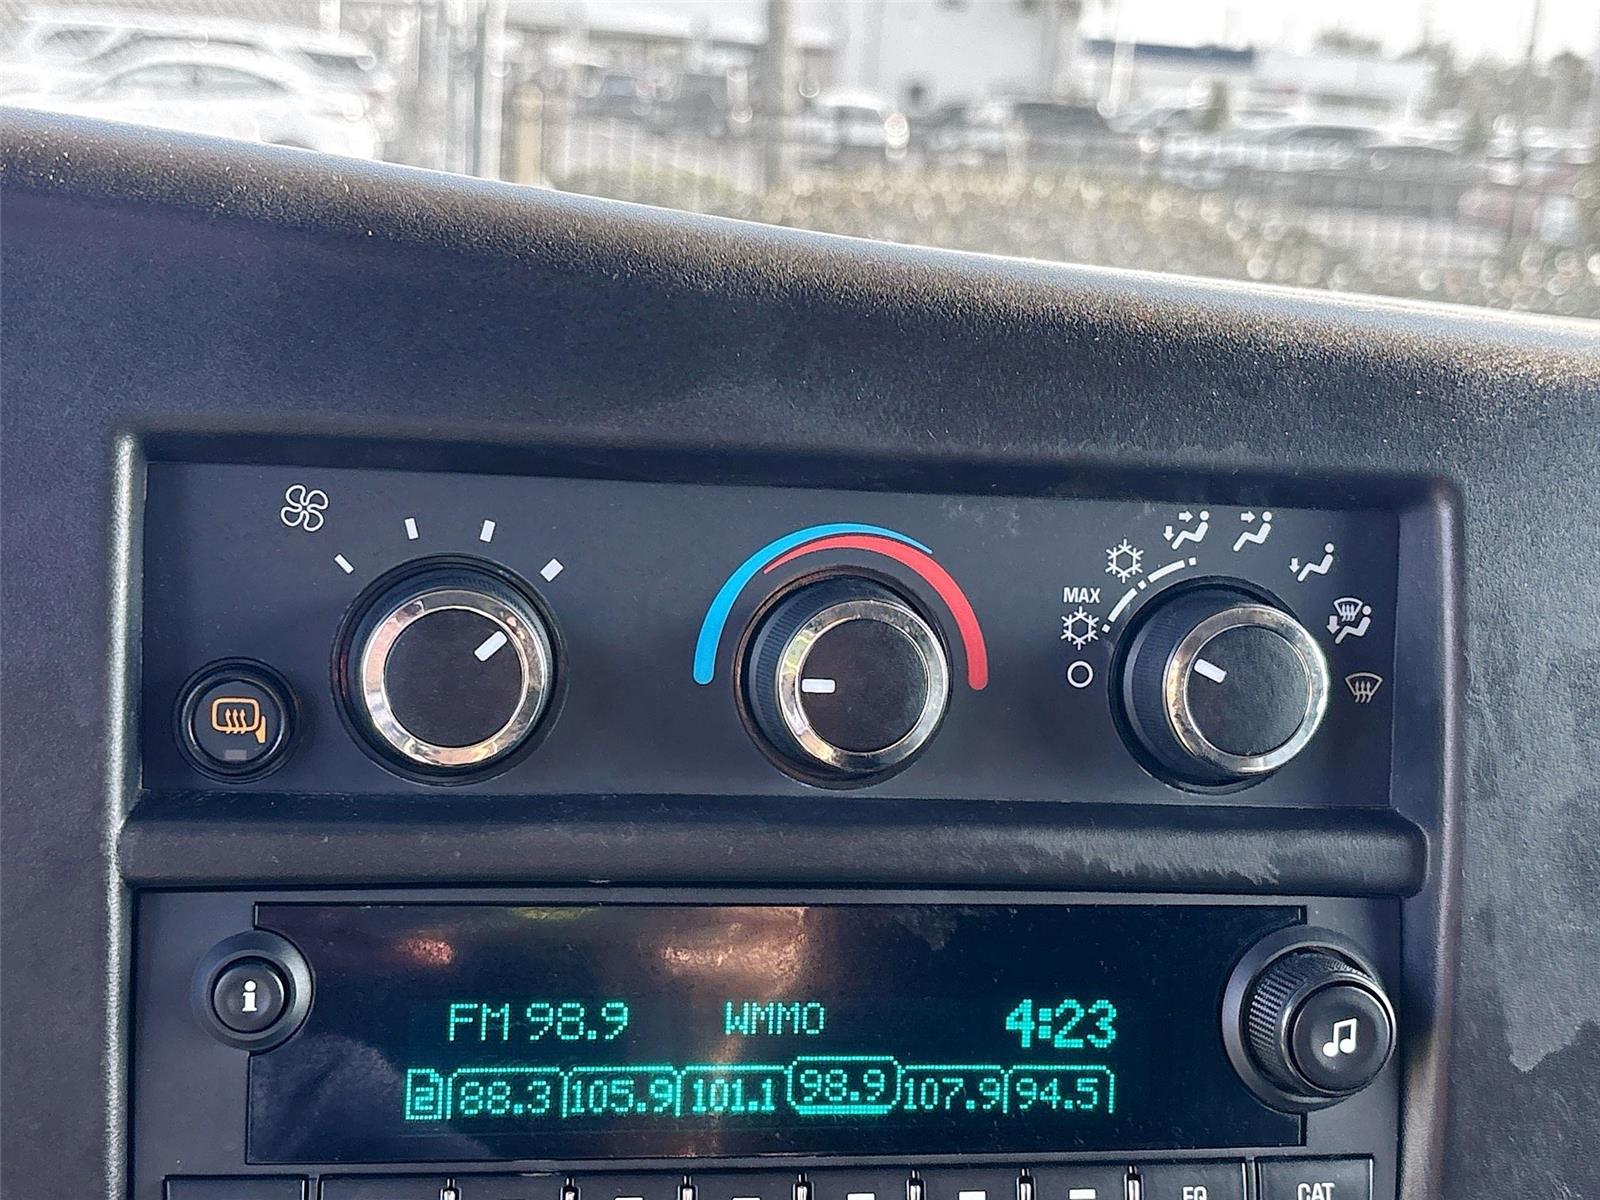 MAX
i
FM 98.9 WMMO 4:23
2 88.3 105.9 101.1 98.9 107.9 94.5
EQ CAT